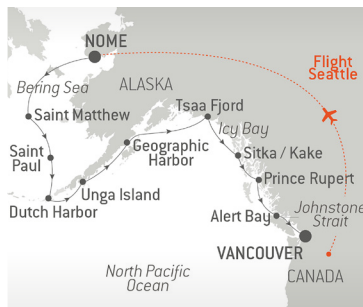 NOME
Flight
Seattle
Bering Sea
ALASKA
Saint Matthew
Tsaa Fjord
Icy Bay
Saint
Paul
Geographic
Harbor
Sitka / Kake
Prince Rupert
Unga Island
Dutch Harbor
Alert Bay
Johnstone
Strait
VANCOUVER
North Pacific
Ocean
CANADA